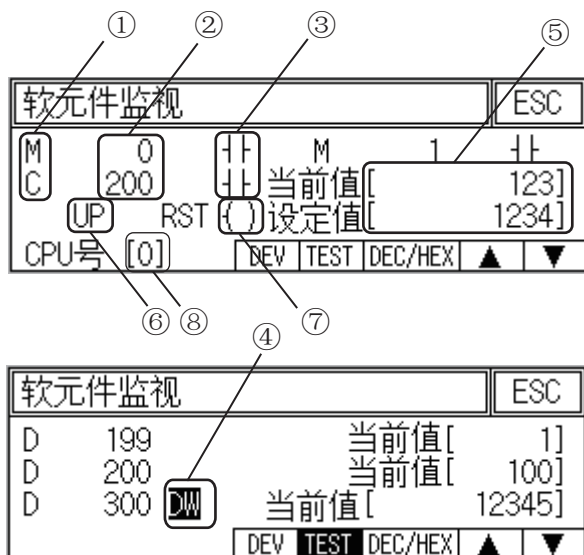 ① ② ③ ⑤
软元件监视 ESC
M 0 ┤├ M 1 ┤├
C 200 ┤├ 当前值[ 123]
UP RST ( ) 设定值[ 1234]
CPU号 [0] DEV TEST DEC/HEX ▲ ▼
⑥ ⑧ ⑦
④
软元件监视 ESC
D 199 当前值[ 1]
D 200 当前值[ 100]
D 300 DW 当前值[ 12345]
DEV TEST DEC/HEX ▲ ▼